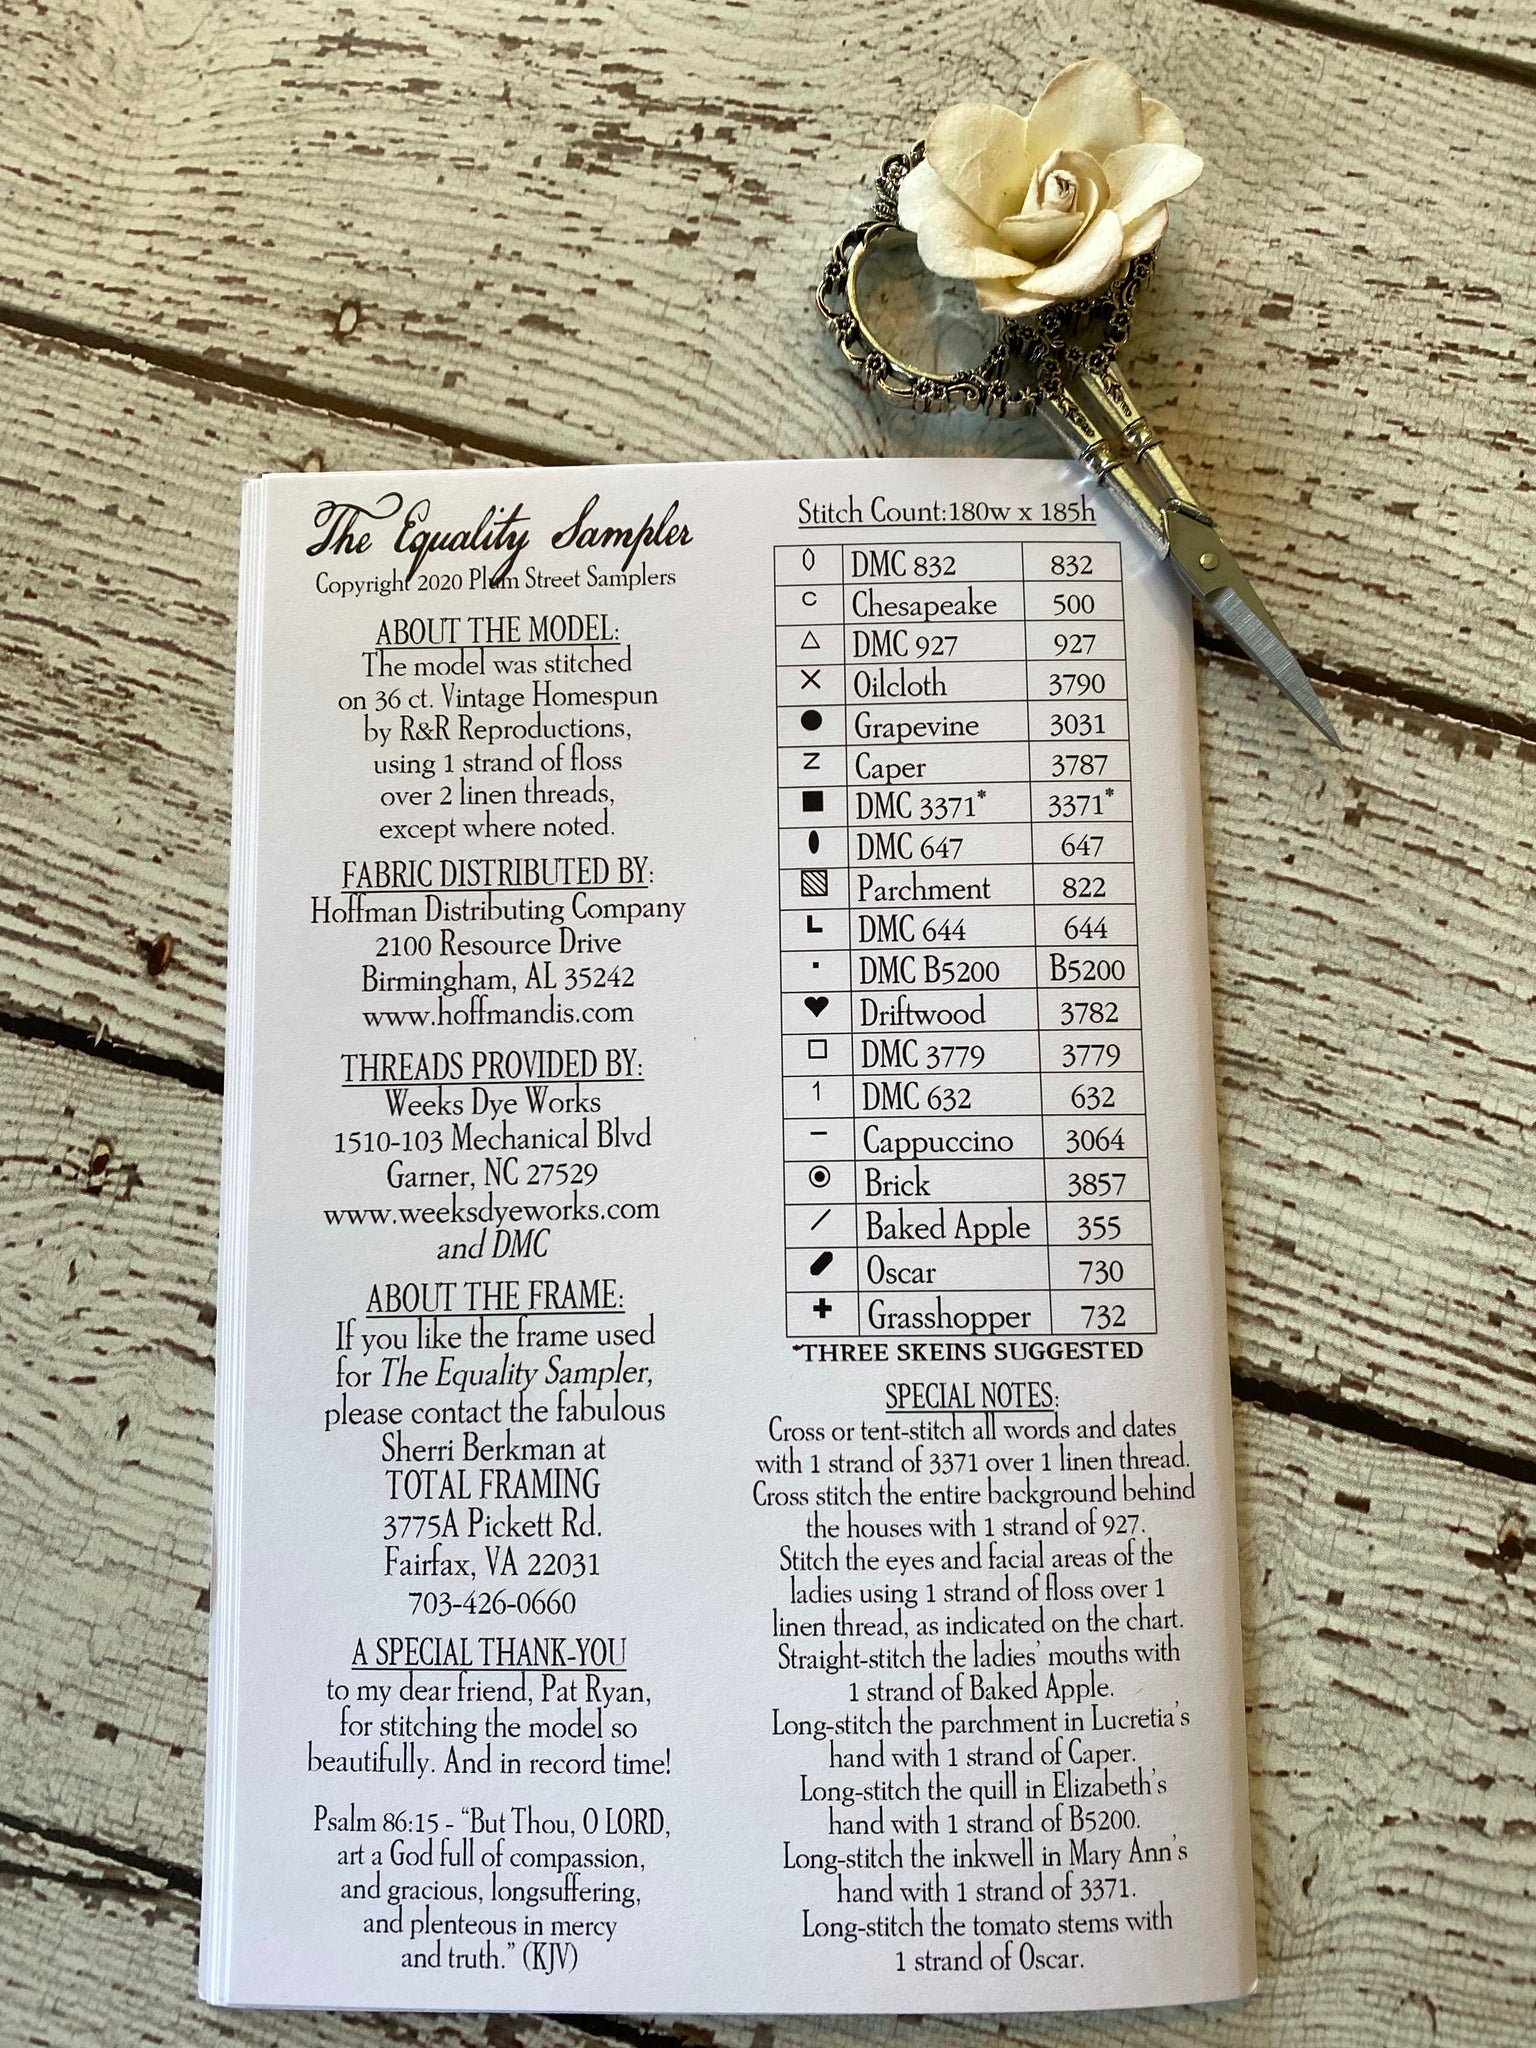 The Equality Sampler
Copyright 2020 Plum Street Samplers
ABOUT THE MODEL:
The model was stitched
on 36 ct. Vintage Homespun
by R&R Reproductions,
using 1 strand of floss
over 2 linen threads,
except where noted.
FABRIC DISTRIBUTED BY:
Hoffman Distributing Company
2100 Resource Drive
Birmingham, AL 35242
www.hoffmandis.com
THREADS PROVIDED BY:
Weeks Dye Works
1510-103 Mechanical Blvd
Garner, NC 27529
www.weeksdyeworks.com
and DMC
ABOUT THE FRAME:
If you like the frame used
for The Equality Sampler,
please contact the fabulous
Sherri Berkman at
TOTAL FRAMING
3775A Pickett Rd.
Fairfax, VA 22031
703-426-0660
A SPECIAL THANK-YOU
to my dear friend, Pat Ryan,
for stitching the model so
beautifully. And in record time!
Psalm 86:15 - "But Thou, O LORD,
art a God full of compassion,
and gracious, longsuffering,
and plenteous in mercy
and truth." (KJV)
Stitch Count:180w x 185h
DMC 832 832
C Chesapeake 500
△ DMC 927 927
X Oilcloth 3790
● Grapevine 3031
Z Caper 3787
■ DMC 3371* 3371*
DMC 647 647
Parchment 822
L DMC 644 644
▪ DMC B5200 B5200
♥ Driftwood 3782
□ DMC 3779 3779
1 DMC 632 632
– Cappuccino 3064
◉ Brick 3857
/ Baked Apple 355
Oscar 730
+ Grasshopper 732
*THREE SKEINS SUGGESTED
SPECIAL NOTES:
Cross or tent-stitch all words and dates
with 1 strand of 3371 over 1 linen thread.
Cross stitch the entire background behind
the houses with 1 strand of 927.
Stitch the eyes and facial areas of the
ladies using 1 strand of floss over 1
linen thread, as indicated on the chart.
Straight-stitch the ladies' mouths with
1 strand of Baked Apple.
Long-stitch the parchment in Lucretia's
hand with 1 strand of Caper.
Long-stitch the quill in Elizabeth's
hand with 1 strand of B5200.
Long-stitch the inkwell in Mary Ann's
hand with 1 strand of 3371.
Long-stitch the tomato stems with
1 strand of Oscar.